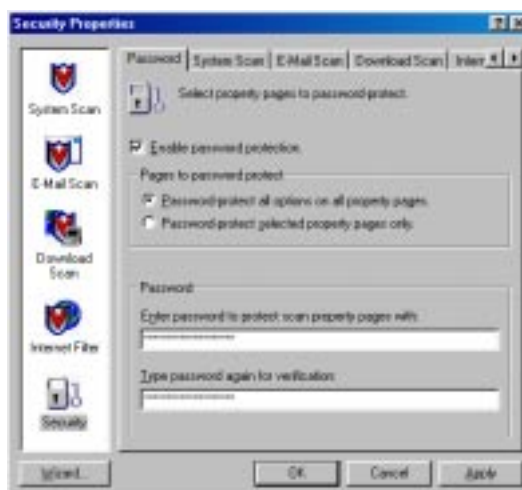 Security Properties
Password
System Scan
E-Mail Scan
Download Scan
System Scan
E-Mail Scan
Download
Scan
Internet Filter
Security
Select property pages to password-protect.
Enable password protection.
Pages to password protect
Password-protect all options on all property pages.
Password-protect selected property pages only.
Password
Enter password to protect scan property pages with:
Type password again for verification:
Wizard...
OK
Cancel
Apply